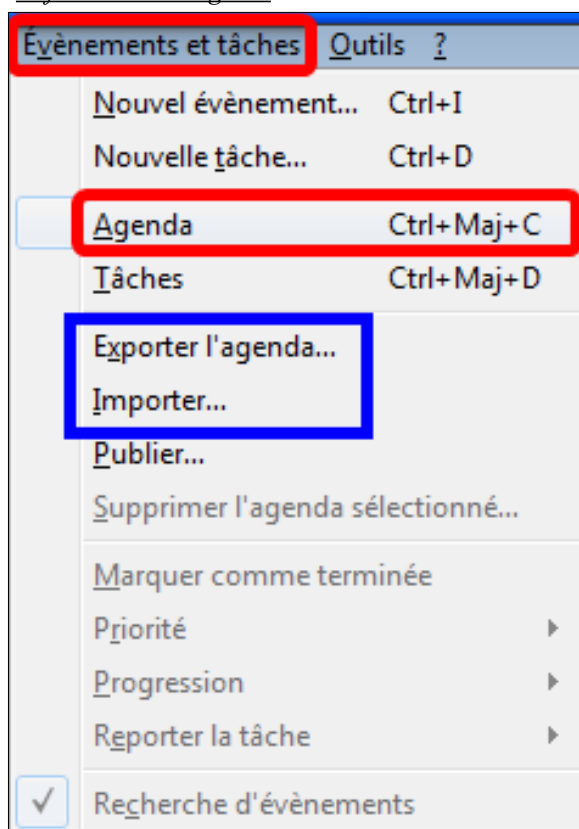 Évènements et tâches Outils ?
Nouvel évènement... Ctrl+I
Nouvelle tâche... Ctrl+D
Agenda Ctrl+Maj+C
Tâches Ctrl+Maj+D
Exporter l'agenda...
Importer...
Publier...
Supprimer l'agenda sélectionné...
Marquer comme terminée
Priorité
Progression
Reporter la tâche
Recherche d'évènements